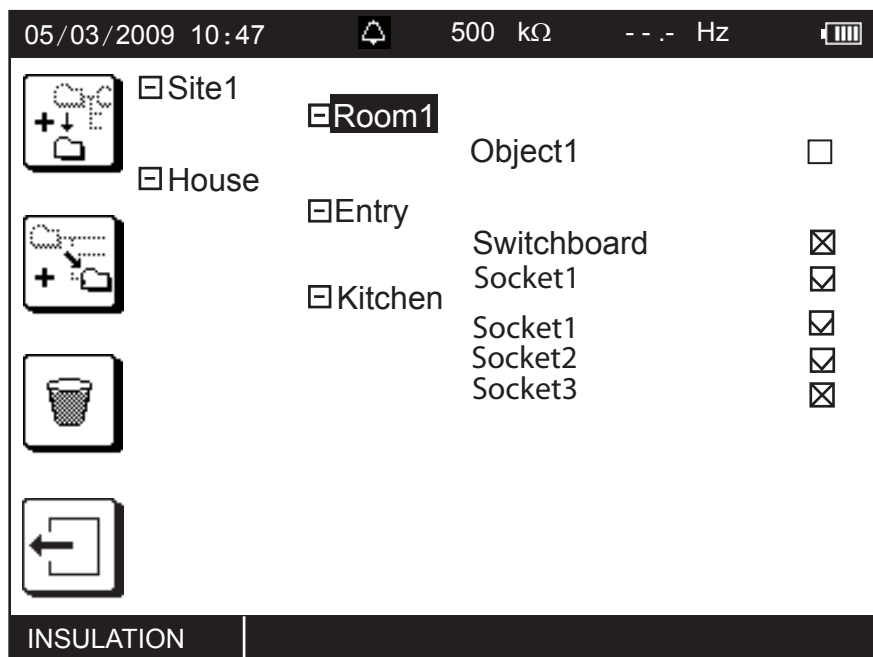 05/03/2009 10:47 500 kΩ - - .- Hz
Site1
Room1
Object1
House
Entry
Switchboard
Socket1
Kitchen
Socket1
Socket2
Socket3
INSULATION